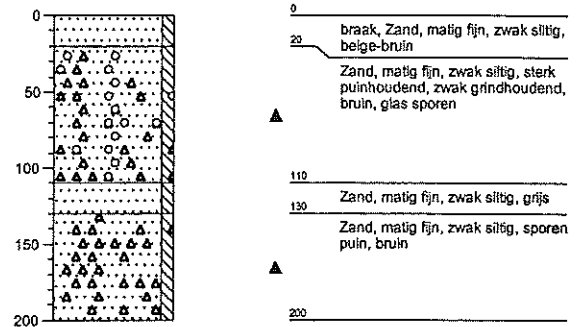 0
50
100
150
200
0
braak, Zand, matig fijn, zwak siltig,
beige-bruin
20
Zand, matig fijn, zwak siltig, sterk
puinhoudend, zwak grindhoudend,
bruin, glas sporen
110
Zand, matig fijn, zwak siltig, grijs
130
Zand, matig fijn, zwak siltig, sporen
puin, bruin
200